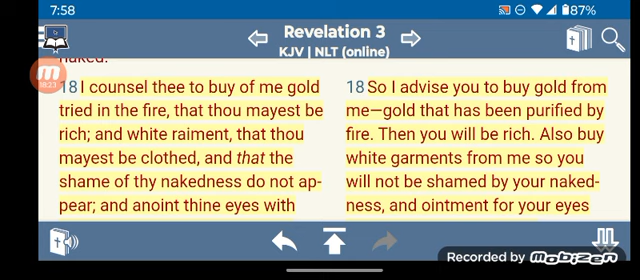 7:58
87%
Revelation 3
KJV | NLT (online)
naked:
18 I counsel thee to buy of me gold
tried in the fire, that thou mayest be
rich; and white raiment, that thou
mayest be clothed, and that the
shame of thy nakedness do not ap-
pear; and anoint thine eyes with
18 So I advise you to buy gold from
me—gold that has been purified by
fire. Then you will be rich. Also buy
white garments from me so you
will not be shamed by your naked-
ness, and ointment for your eyes
18:23
Recorded by
Mobizen